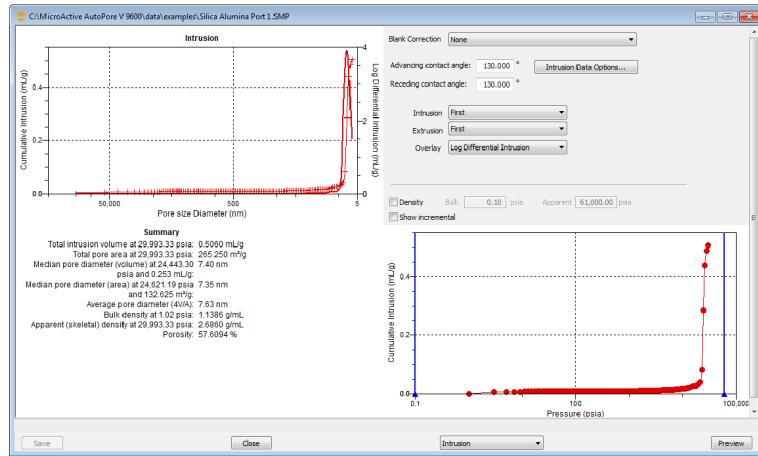 C:\MicroActive AutoPore V 9600\data\examples\Silica Alumina Port 1.SMP
Intrusion
Cumulative Intrusion (mL/g)
0.4
0.2
0.0
4
2
0
Log Differential Intrusion (mL/g)
50,000
500
5
Pore size Diameter (nm)
Summary
Total intrusion volume at 29,993.33 psia: 0.5060 mL/g
Total pore area at 29,993.33 psia: 265.250 m²/g
Median pore diameter (volume) at 24,443.30 7.40 nm
psia and 0.253 mL/g:
Median pore diameter (area) at 24,621.19 psia 7.35 nm
and 132.625 m²/g:
Average pore diameter (4V/A): 7.63 nm
Bulk density at 1.02 psia: 1.1386 g/mL
Apparent (skeletal) density at 29,993.33 psia: 2.6860 g/mL
Porosity: 57.6094 %
Blank Correction None
Advancing contact angle: 130.000 ° Intrusion Data Options...
Receding contact angle: 130.000 °
Intrusion First
Extrusion First
Overlay Log Differential Intrusion
Density Bulk 0.10 psia Apparent 61,000.00 psia
Show incremental
Cumulative Intrusion (mL/g)
0.4
0.2
0.0
0.1
100
100,000
Pressure (psia)
Save Close Intrusion Preview